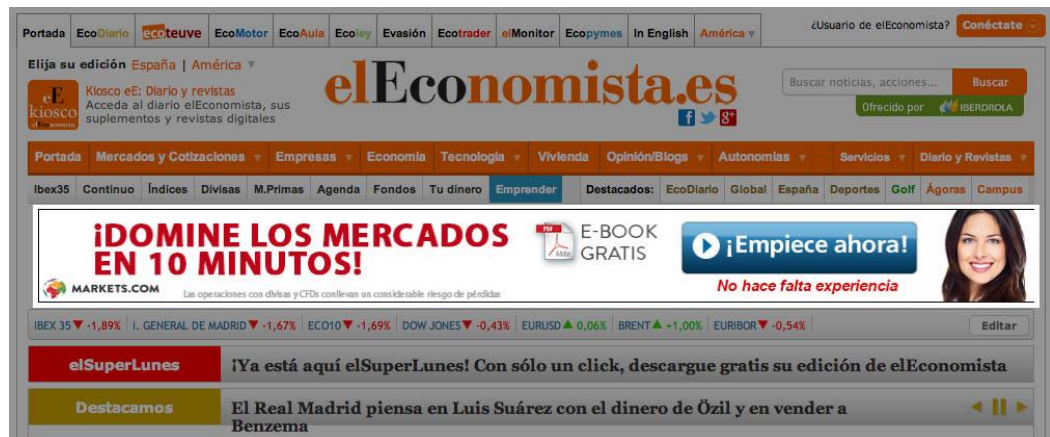 Portada EcoDiario ecoteuve EcoMotor EcoAula Ecoley Evasión Ecotrader elMonitor Ecopymes In English América ¿Usuario de elEconomista? Conéctate
Elija su edición España | América
elEconomista.es
eE kiosco elEconomista
Kiosco eE: Diario y revistas
Acceda al diario elEconomista, sus
suplementos y revistas digitales
Buscar noticias, acciones... Buscar
Ofrecido por IBERDROLA
Portada Mercados y Cotizaciones Empresas Economía Tecnología Vivienda Opinión/Blogs Autonomías Servicios Diario y Revistas
Ibex35 Continuo Índices Divisas M.Primas Agenda Fondos Tu dinero Emprender Destacados: EcoDiario Global España Deportes Golf Ágoras Campus
¡DOMINE LOS MERCADOS
EN 10 MINUTOS!
MARKETS.COM
Las operaciones con divisas y CFDs conllevan un considerable riesgo de pérdidas
PDF Adobe
E-BOOK
GRATIS
¡Empiece ahora!
No hace falta experiencia
IBEX 35 -1,89% I. GENERAL DE MADRID -1,67% ECO10 -1,69% DOW JONES -0,43% EURUSD 0,06% BRENT +1,00% EURIBOR -0,54% Editar
elSuperLunes ¡Ya está aquí elSuperLunes! Con sólo un click, descargue gratis su edición de elEconomista
Destacamos El Real Madrid piensa en Luis Suárez con el dinero de Özil y en vender a
Benzema